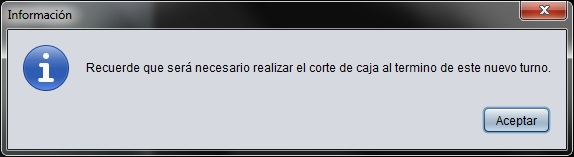 Información
Recuerde que será necesario realizar el corte de caja al termino de este nuevo turno.
Aceptar